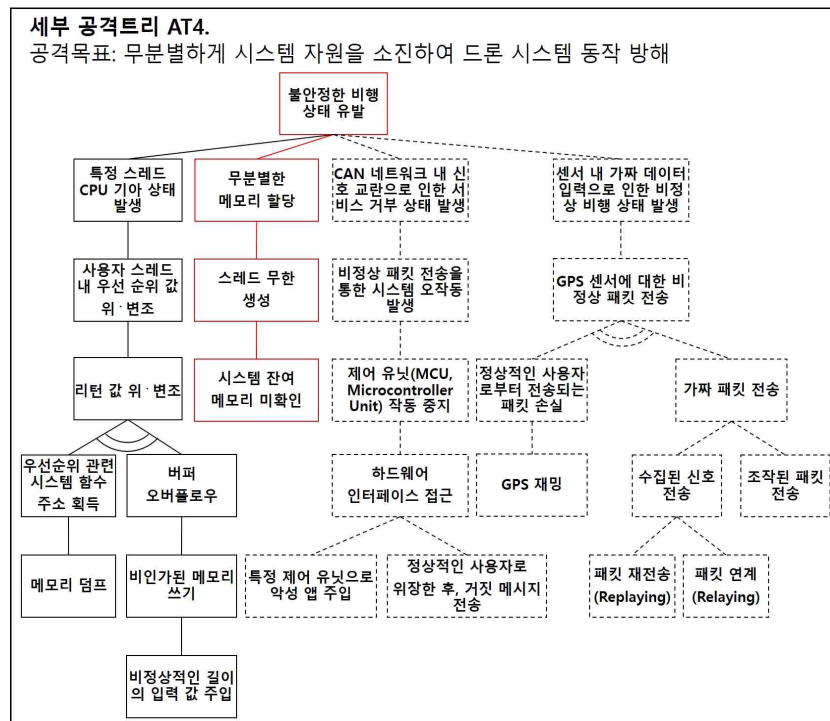 세부 공격트리 AT4.
공격목표: 무분별하게 시스템 자원을 소진하여 드론 시스템 동작 방해
불안정한 비행
상태 유발
특정 스레드
CPU 기아 상태
발생
무분별한
메모리 할당
CAN 네트워크 내 신
호 교란으로 인한 서
비스 거부 상태 발생
센서 내 가짜 데이터
입력으로 인한 비정
상 비행 상태 발생
사용자 스레드
내 우선 순위 값
위·변조
스레드 무한
생성
비정상 패킷 전송을
통한 시스템 오작동
발생
GPS 센서에 대한 비
정상 패킷 전송
리턴 값 위·변조
시스템 잔여
메모리 미확인
제어 유닛(MCU,
Microcontroller
Unit) 작동 중지
정상적인 사용자
로부터 전송되는
패킷 손실
가짜 패킷 전송
우선순위 관련
시스템 함수
주소 획득
버퍼
오버플로우
하드웨어
인터페이스 접근
GPS 재밍
수집된 신호
전송
조작된 패킷
전송
메모리 덤프
비인가된 메모리
쓰기
특정 제어 유닛으로
악성 앱 주입
정상적인 사용자로
위장한 후, 거짓 메시지
전송
패킷 재전송
(Replaying)
패킷 연계
(Relaying)
비정상적인 길이
의 입력 값 주입